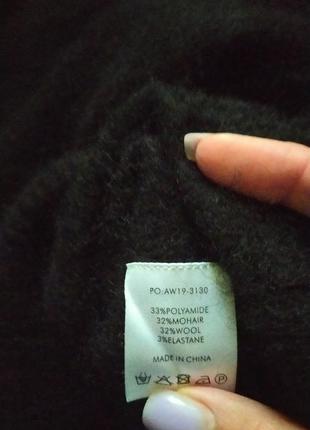 PO:AW19-3130
33%POLYAMIDE
32%MOHAIR
32%WOOL
3%ELASTANE
MADE IN CHINA